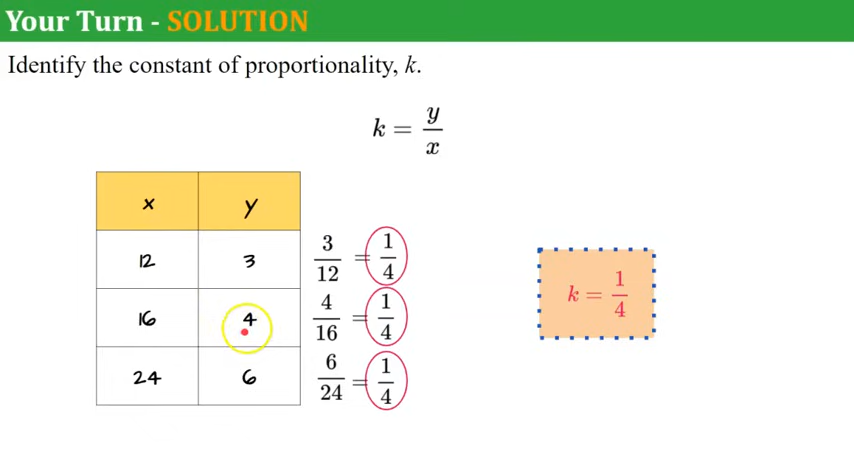 Your Turn - SOLUTION
Identify the constant of proportionality, k.
k = y/x
x y
12 3 3/12 = 1/4
16 4 4/16 = 1/4
24 6 6/24 = 1/4
k = 1/4